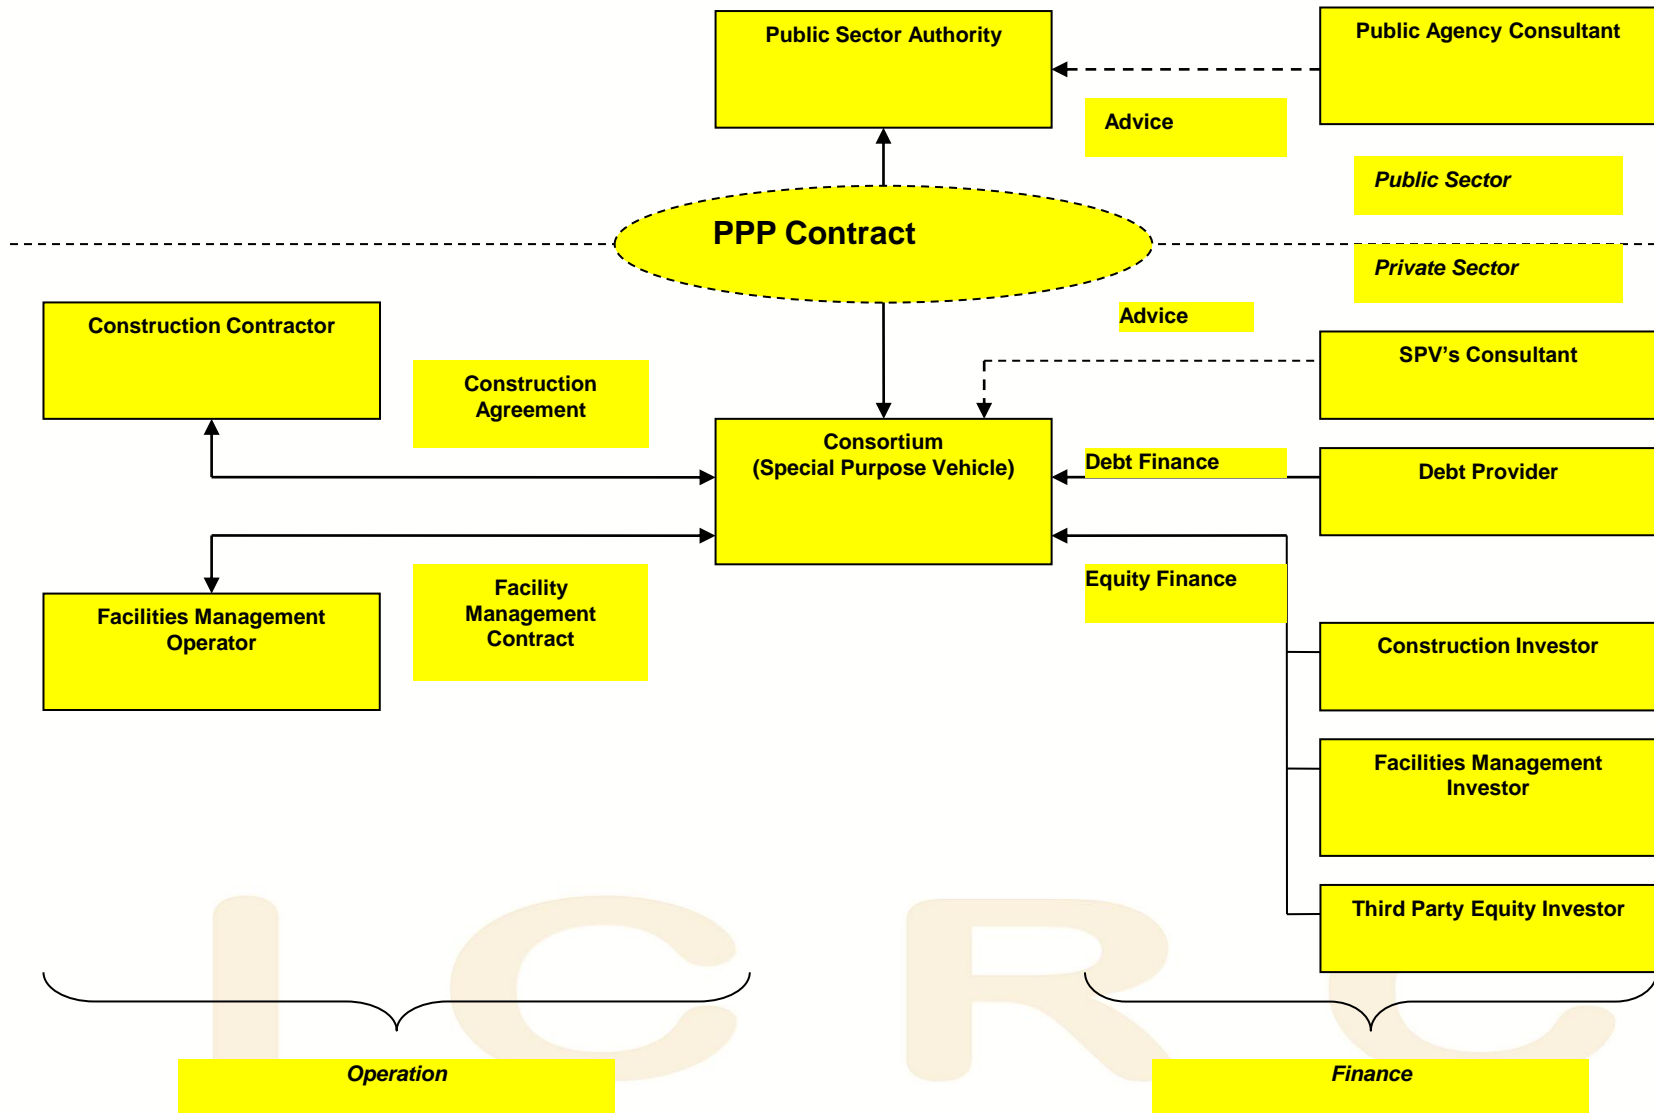 Public Sector Authority
Public Agency Consultant
Advice
Public Sector
PPP Contract
Private Sector
Construction Contractor
Advice
SPV’s Consultant
Construction
Agreement
Consortium
(Special Purpose Vehicle)
Debt Finance
Debt Provider
Facilities Management
Operator
Facility
Management
Contract
Equity Finance
Construction Investor
Facilities Management
Investor
Third Party Equity Investor
I C R C
Operation
Finance